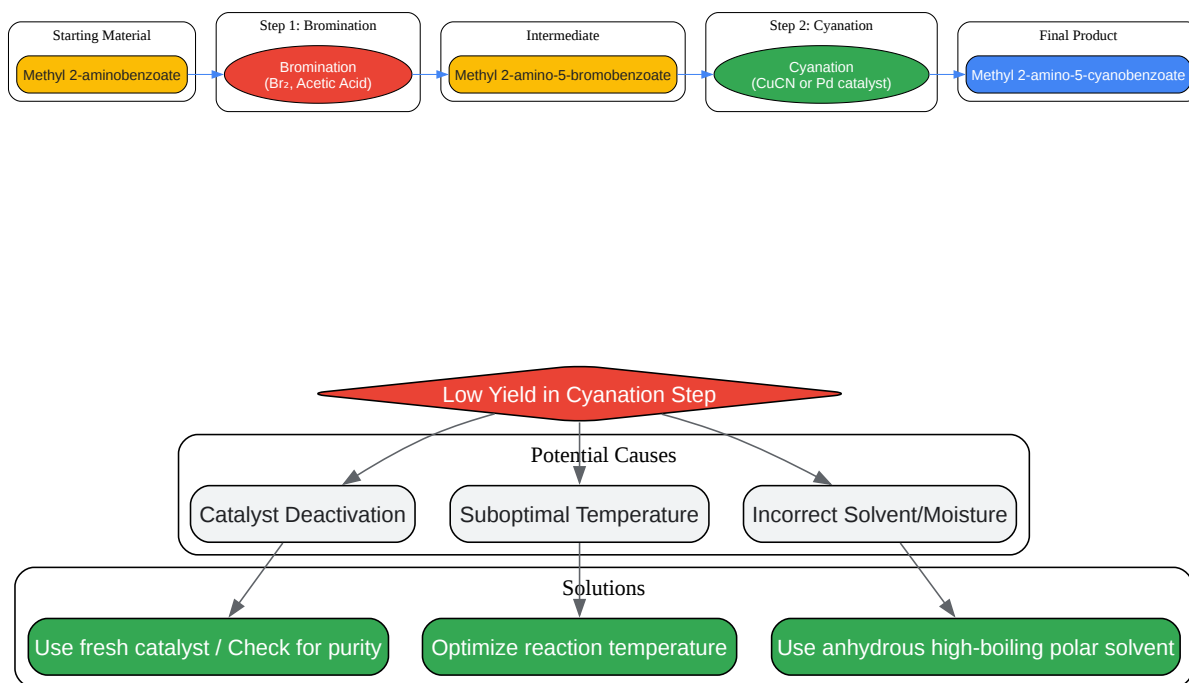 Starting Material
Methyl 2-aminobenzoate
Step 1: Bromination
Bromination
(Br₂, Acetic Acid)
Intermediate
Methyl 2-amino-5-bromobenzoate
Step 2: Cyanation
Cyanation
(CuCN or Pd catalyst)
Final Product
Methyl 2-amino-5-cyanobenzoate
Low Yield in Cyanation Step
Potential Causes
Catalyst Deactivation
Suboptimal Temperature
Incorrect Solvent/Moisture
Solutions
Use fresh catalyst / Check for purity
Optimize reaction temperature
Use anhydrous high-boiling polar solvent